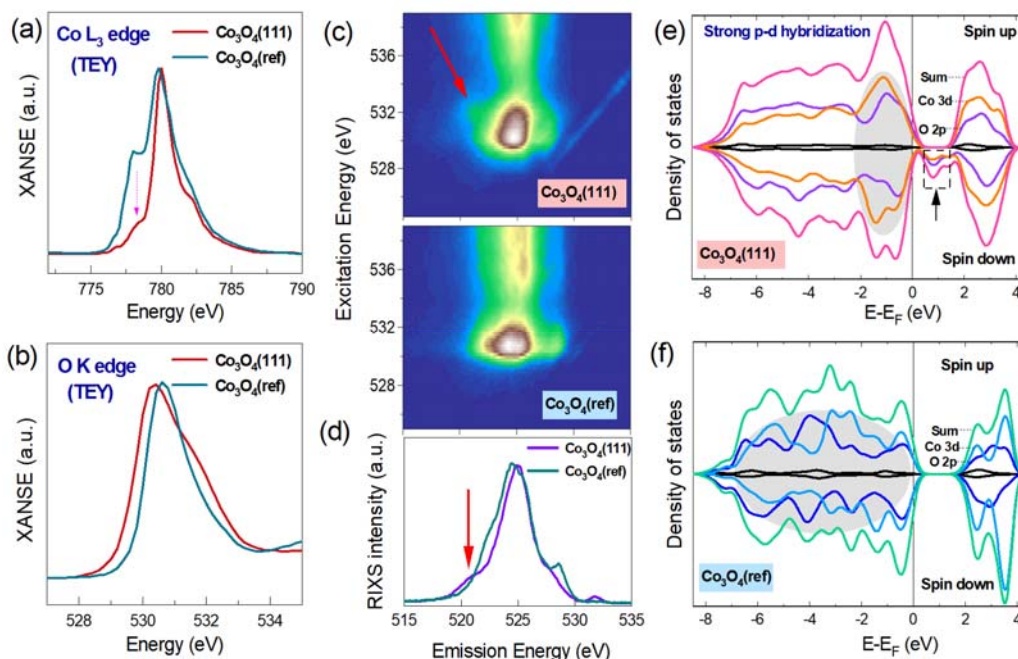 (a)
Co L3 edge
(TEY)
Co3O4(111)
Co3O4(ref)
XANSE (a.u.)
775 780 785 790
Energy (eV)
(b)
O K edge
(TEY)
Co3O4(111)
Co3O4(ref)
XANSE (a.u.)
528 530 532 534
Energy (eV)
(c)
536
532
528
Co3O4(111)
Excitation Energy (eV)
536
532
528
Co3O4(ref)
(d)
Co3O4(111)
Co3O4(ref)
RIXS intensity (a.u.)
515 520 525 530 535
Emission Energy (eV)
(e)
Strong p-d hybridization
Spin up
Sum
Co 3d
O 2p
Density of states
Co3O4(111)
Spin down
-8 -6 -4 -2 0 2 4
E-EF (eV)
(f)
Spin up
Sum
Co 3d
O 2p
Density of states
Co3O4(ref)
Spin down
-8 -6 -4 -2 0 2 4
E-EF (eV)